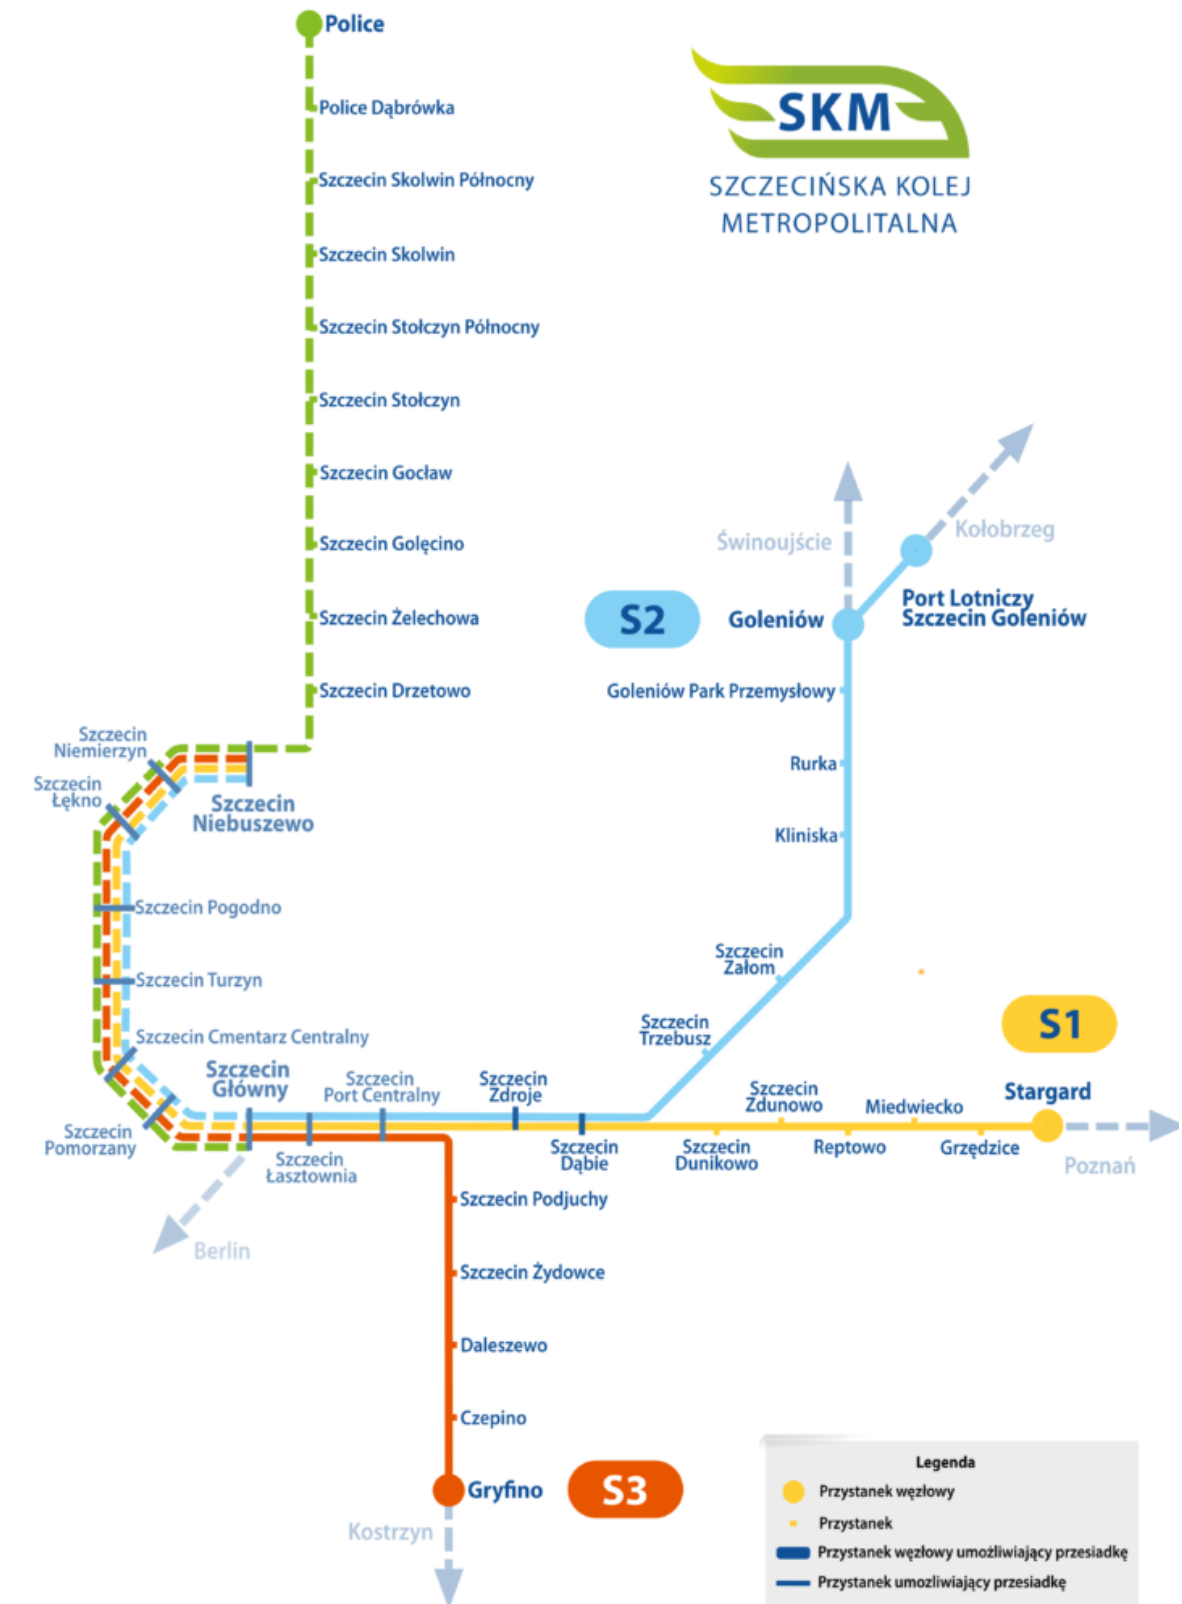 Police
SKM
SZCZECIŃSKA KOLEJ
METROPOLITALNA
Police Dąbrówka
Szczecin Skolwin Północny
Szczecin Skolwin
Szczecin Stołczyn Północny
Szczecin Stołczyn
Szczecin Gocław
Szczecin Golęcino
Szczecin Żelechowa
Szczecin Drzetowo
Świnoujście
Kołobrzeg
Port Lotniczy
Szczecin Goleniów
S2
Goleniów
Goleniów Park Przemysłowy
Rurka
Kliniska
Szczecin
Załom
Szczecin
Trzebusz
Szczecin
Niemierzyn
Szczecin
Łękno
Szczecin
Niebuszewo
Szczecin Pogodno
Szczecin Turzyn
Szczecin Cmentarz Centralny
Szczecin
Pomorzany
Szczecin
Główny
Szczecin
Port Centralny
Szczecin
Zdroje
Szczecin
Łasztownia
Szczecin
Dąbie
Szczecin
Dunikowo
Szczecin
Zdunowo
Reptowo
Miedwiecko
Grzędzice
S1
Stargard
Poznań
Berlin
Szczecin Podjuchy
Szczecin Żydowce
Daleszewo
Czepino
Gryfino
S3
Kostrzyn
Legenda
Przystanek węzłowy
Przystanek
Przystanek węzłowy umożliwiający przesiadkę
Przystanek umozliwiający przesiadkę